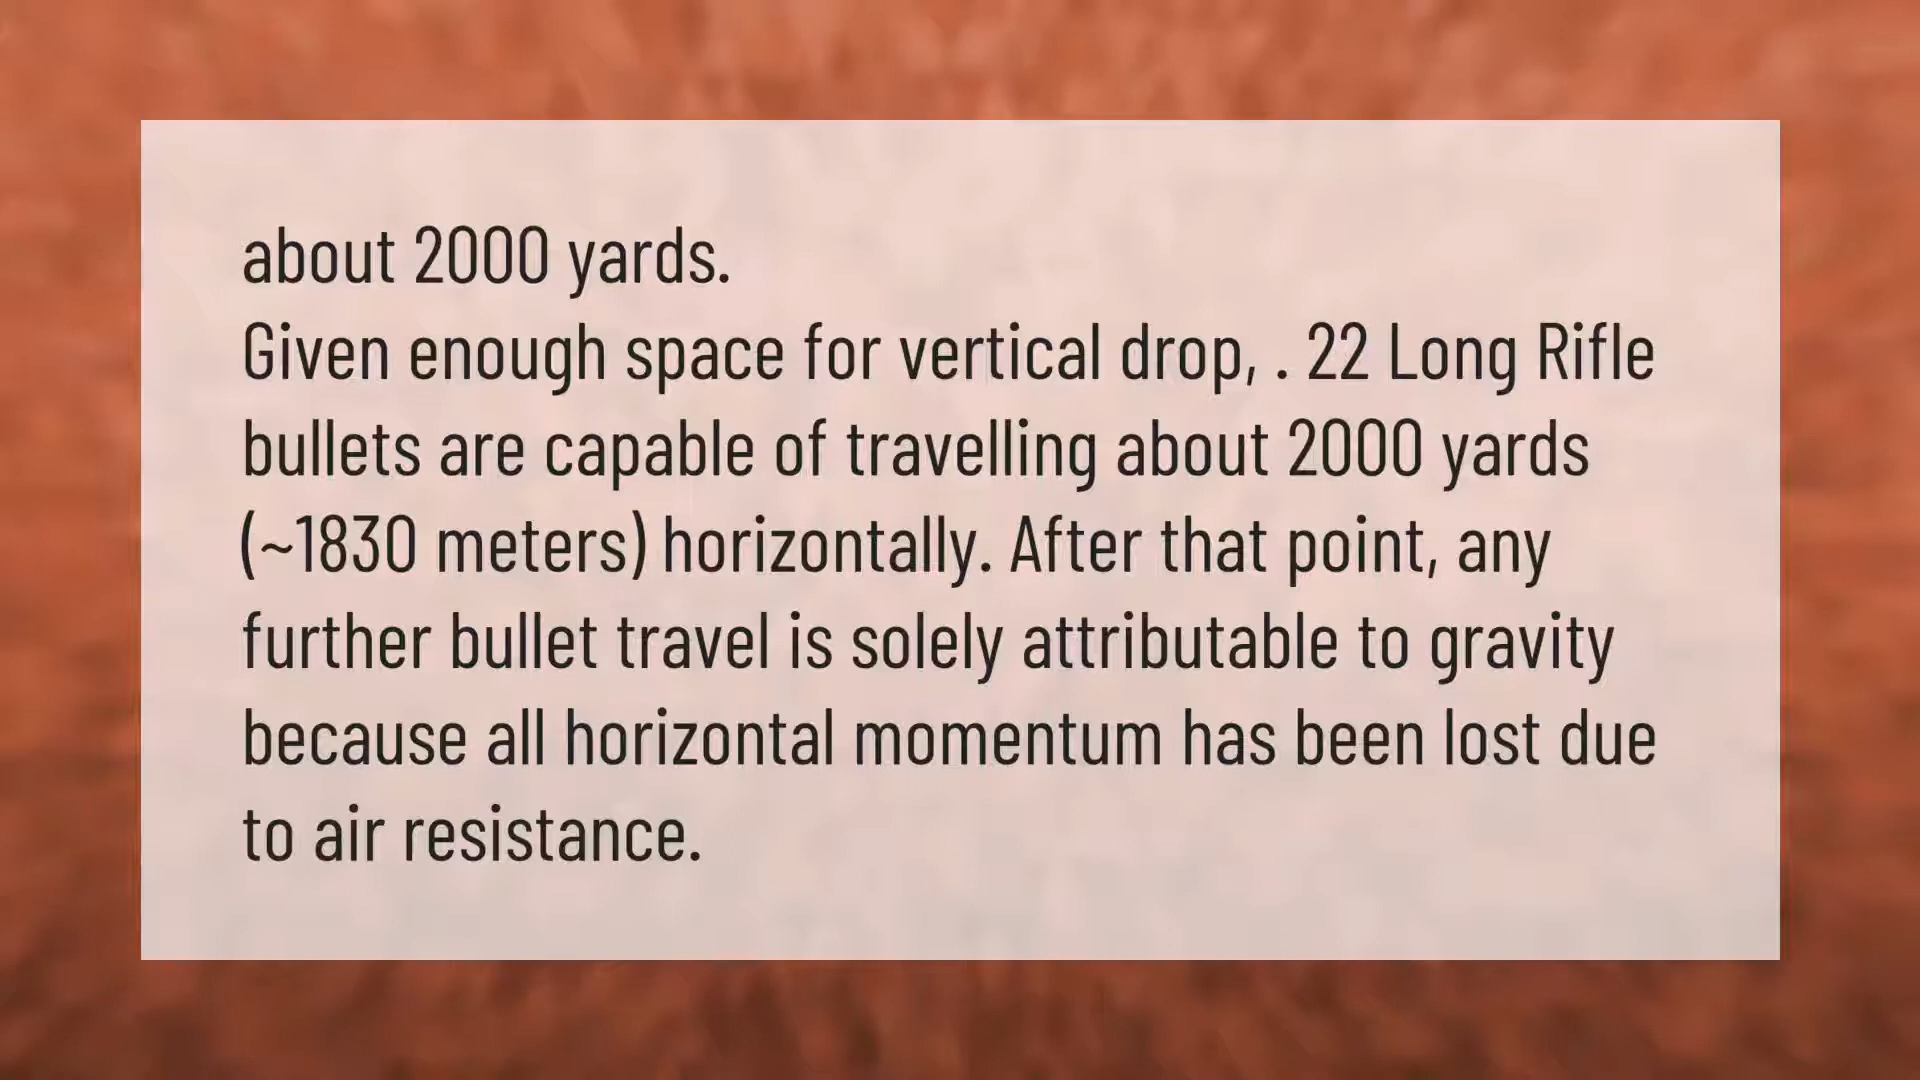 about 2000 yards.
Given enough space for vertical drop, . 22 Long Rifle
bullets are capable of travelling about 2000 yards
(~1830 meters) horizontally. After that point, any
further bullet travel is solely attributable to gravity
because all horizontal momentum has been lost due
to air resistance.